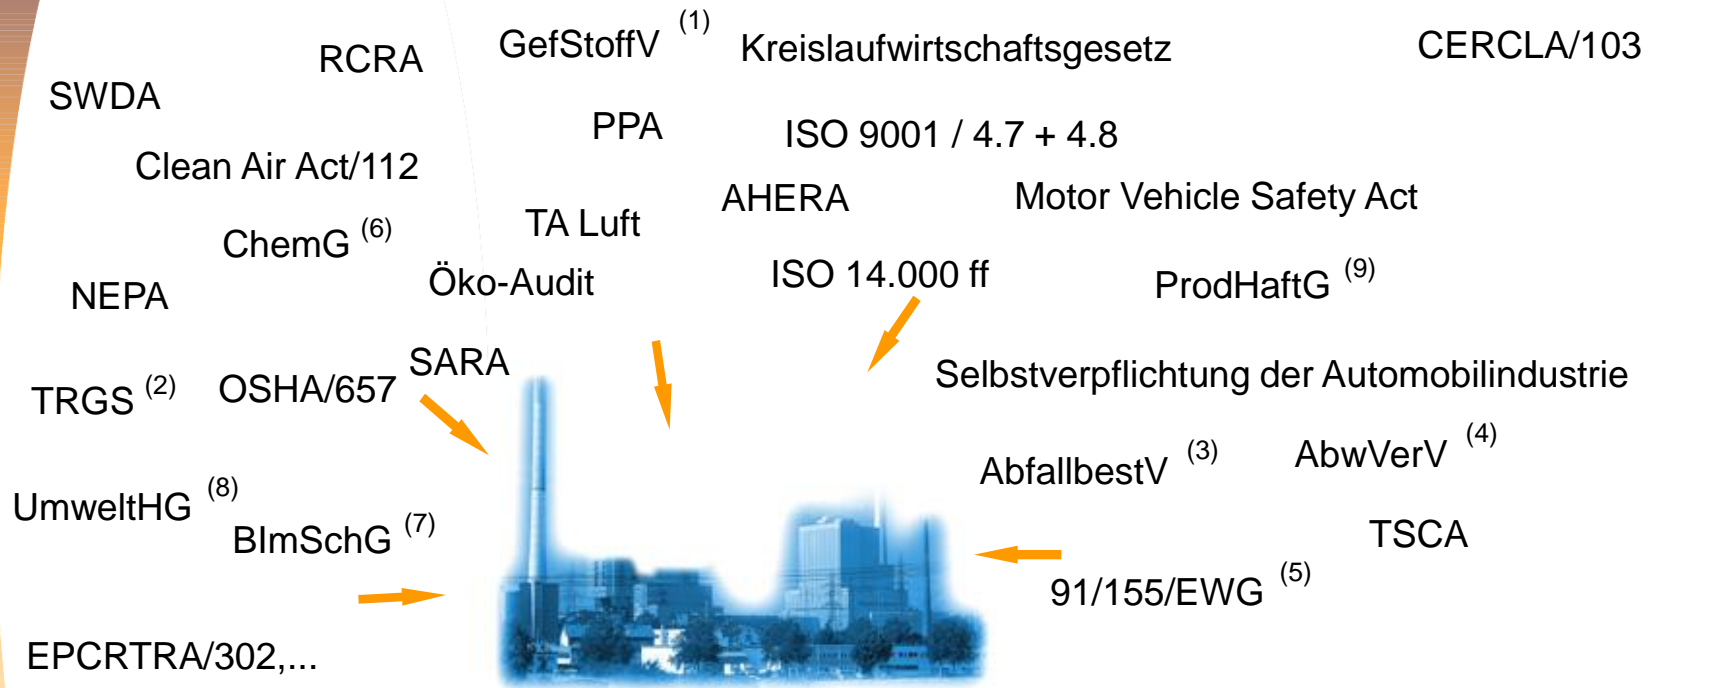 RCRA
GefStoffV (1)
Kreislaufwirtschaftsgesetz
CERCLA/103
SWDA
PPA
ISO 9001 / 4.7 + 4.8
Clean Air Act/112
AHERA
Motor Vehicle Safety Act
TA Luft
ChemG (6)
Öko-Audit
ISO 14.000 ff
ProdHaftG (9)
NEPA
SARA
Selbstverpflichtung der Automobilindustrie
TRGS (2)
OSHA/657
AbfallbestV (3)
AbwVerV (4)
UmweltHG (8)
BImSchG (7)
TSCA
91/155/EWG (5)
EPCRTRA/302,...